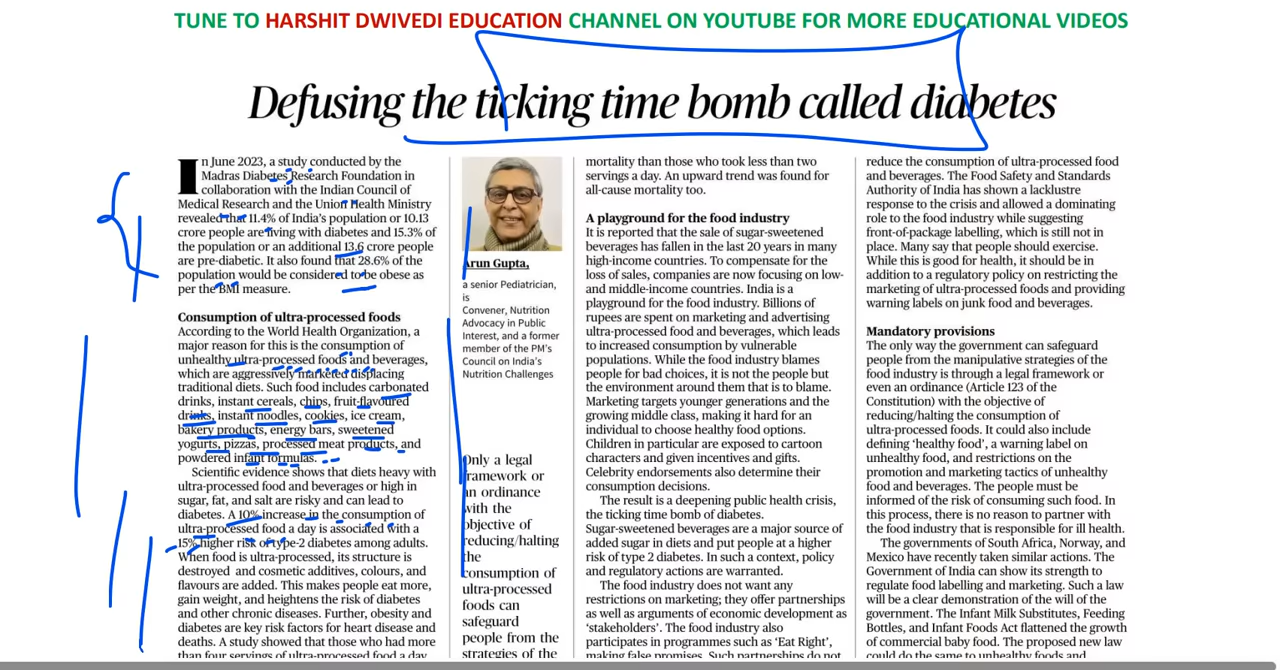 TUNE TO HARSHIT DWIVEDI EDUCATION CHANNEL ON YOUTUBE FOR MORE EDUCATIONAL VIDEOS
Defusing the ticking time bomb called diabetes
In June 2023, a study conducted by the
Madras Diabetes Research Foundation in
collaboration with the Indian Council of
Medical Research and the Union Health Ministry
revealed that 11.4% of India's population or 10.13
crore people are living with diabetes and 15.3% of
the population or an additional 13.6 crore people
are pre-diabetic. It also found that 28.6% of the
population would be considered to be obese as
per the BMI measure.
Consumption of ultra-processed foods
According to the World Health Organization, a
major reason for this is the consumption of
unhealthy ultra-processed foods and beverages,
which are aggressively marketed displacing
traditional diets. Such food includes carbonated
drinks, instant cereals, chips, fruit-flavoured
drinks, instant noodles, cookies, ice cream,
bakery products, energy bars, sweetened
yogurts, pizzas, processed meat products, and
powdered infant formulas.
Scientific evidence shows that diets heavy with
ultra-processed food and beverages or high in
sugar, fat, and salt are risky and can lead to
diabetes. A 10% increase in the consumption of
ultra-processed food a day is associated with a
15% higher risk of type-2 diabetes among adults.
When food is ultra-processed, its structure is
destroyed and cosmetic additives, colours, and
flavours are added. This makes people eat more,
gain weight, and heightens the risk of diabetes
and other chronic diseases. Further, obesity and
diabetes are key risk factors for heart disease and
deaths. A study showed that those who had more
than four servings of ultra-processed food a day
Arun Gupta,
a senior Pediatrician,
is
Convener, Nutrition
Advocacy in Public
Interest, and a former
member of the PM's
Council on India's
Nutrition Challenges
Only a legal
framework or
an ordinance
with the
objective of
reducing/halting
the
consumption of
ultra-processed
foods can
safeguard
people from the
strategies of the
mortality than those who took less than two
servings a day. An upward trend was found for
all-cause mortality too.
A playground for the food industry
It is reported that the sale of sugar-sweetened
beverages has fallen in the last 20 years in many
high-income countries. To compensate for the
loss of sales, companies are now focusing on low-
and middle-income countries. India is a
playground for the food industry. Billions of
rupees are spent on marketing and advertising
ultra-processed food and beverages, which leads
to increased consumption by vulnerable
populations. While the food industry blames
people for bad choices, it is not the people but
the environment around them that is to blame.
Marketing targets younger generations and the
growing middle class, making it hard for an
individual to choose healthy food options.
Children in particular are exposed to cartoon
characters and given incentives and gifts.
Celebrity endorsements also determine their
consumption decisions.
The result is a deepening public health crisis,
the ticking time bomb of diabetes.
Sugar-sweetened beverages are a major source of
added sugar in diets and put people at a higher
risk of type 2 diabetes. In such a context, policy
and regulatory actions are warranted.
The food industry does not want any
restrictions on marketing; they offer partnerships
as well as arguments of economic development as
'stakeholders'. The food industry also
participates in programmes such as 'Eat Right',
making false promises. Such partnerships do not
reduce the consumption of ultra-processed food
and beverages. The Food Safety and Standards
Authority of India has shown a lacklustre
response to the crisis and allowed a dominating
role to the food industry while suggesting
front-of-package labelling, which is still not in
place. Many say that people should exercise.
While this is good for health, it should be in
addition to a regulatory policy on restricting the
marketing of ultra-processed foods and providing
warning labels on junk food and beverages.
Mandatory provisions
The only way the government can safeguard
people from the manipulative strategies of the
food industry is through a legal framework or
even an ordinance (Article 123 of the
Constitution) with the objective of
reducing/halting the consumption of
ultra-processed foods. It could also include
defining 'healthy food', a warning label on
unhealthy food, and restrictions on the
promotion and marketing tactics of unhealthy
food and beverages. The people must be
informed of the risk of consuming such food. In
this process, there is no reason to partner with
the food industry that is responsible for ill health.
The governments of South Africa, Norway, and
Mexico have recently taken similar actions. The
Government of India can show its strength to
regulate food labelling and marketing. Such a law
will be a clear demonstration of the will of the
government. The Infant Milk Substitutes, Feeding
Bottles, and Infant Foods Act flattened the growth
of commercial baby food. The proposed new law
could do the same to unhealthy foods and